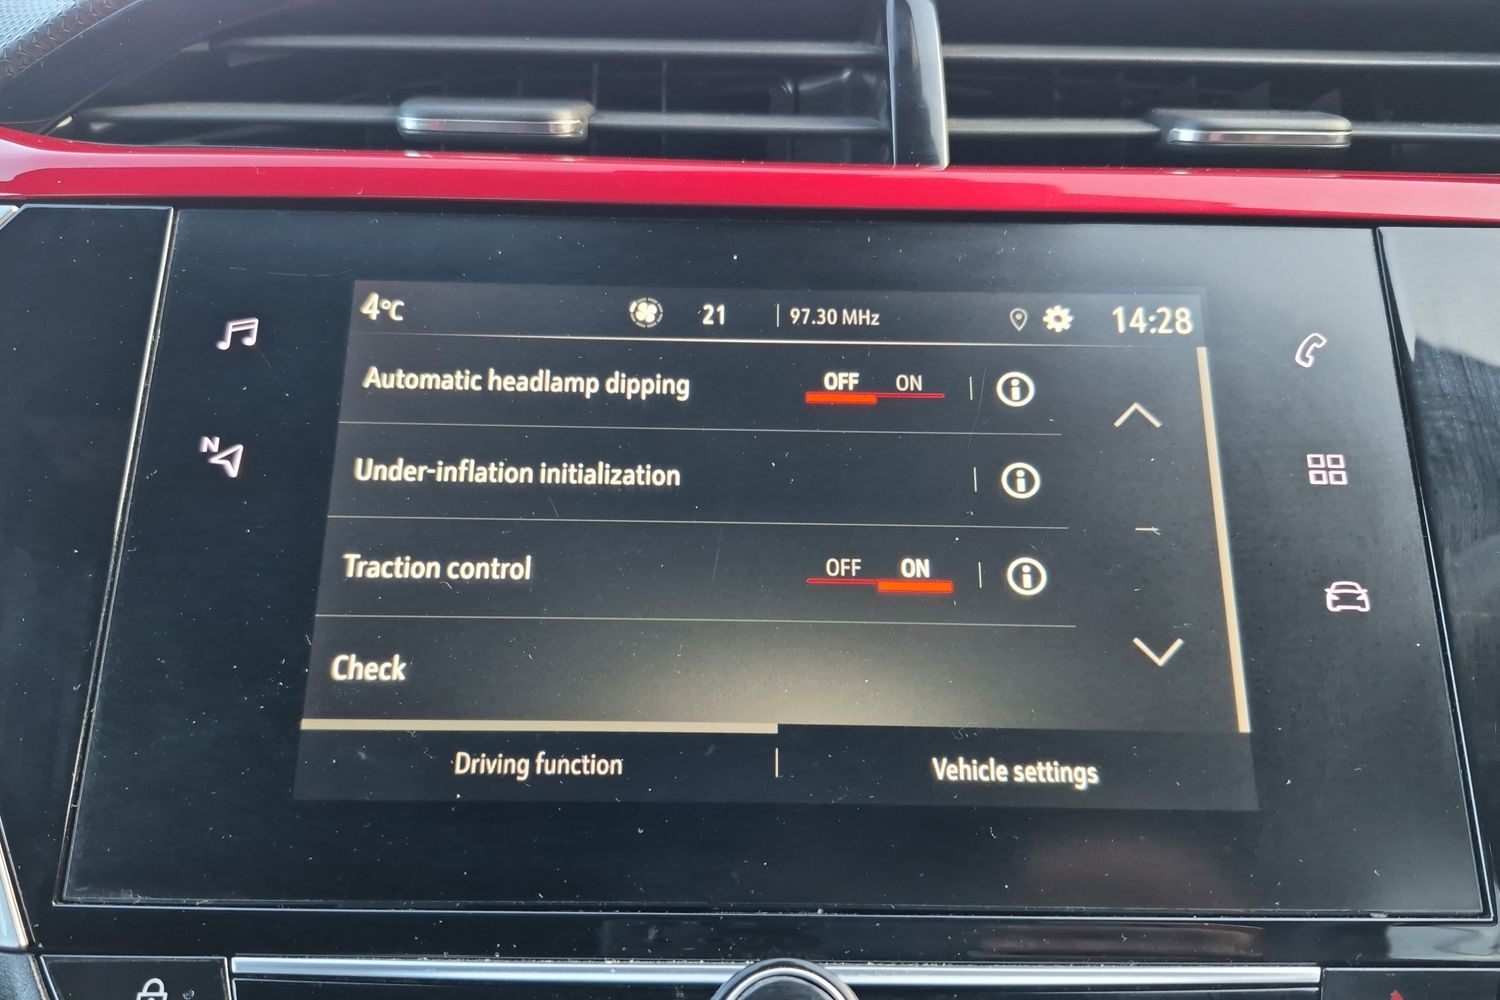 4°C 21 97.30 MHz 14:28
Automatic headlamp dipping OFF ON
Under-inflation initialization
Traction control OFF ON
Check
Driving function Vehicle settings
N